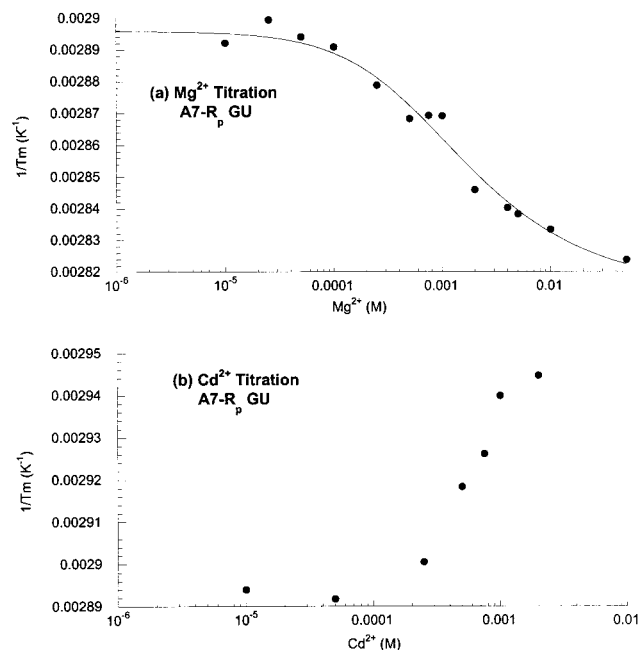 0.0029
0.00289
0.00288
0.00287
0.00286
0.00285
0.00284
0.00283
0.00282
1/Tm (K⁻¹)
(a) Mg²⁺ Titration
A7-Rₚ GU
10⁻⁶ 10⁻⁵ 0.0001 0.001 0.01
Mg²⁺ (M)
0.00295
0.00294
0.00293
0.00292
0.00291
0.0029
0.00289
1/Tm (K⁻¹)
(b) Cd²⁺ Titration
A7-Rₚ GU
10⁻⁶ 10⁻⁵ 0.0001 0.001 0.01
Cd²⁺ (M)